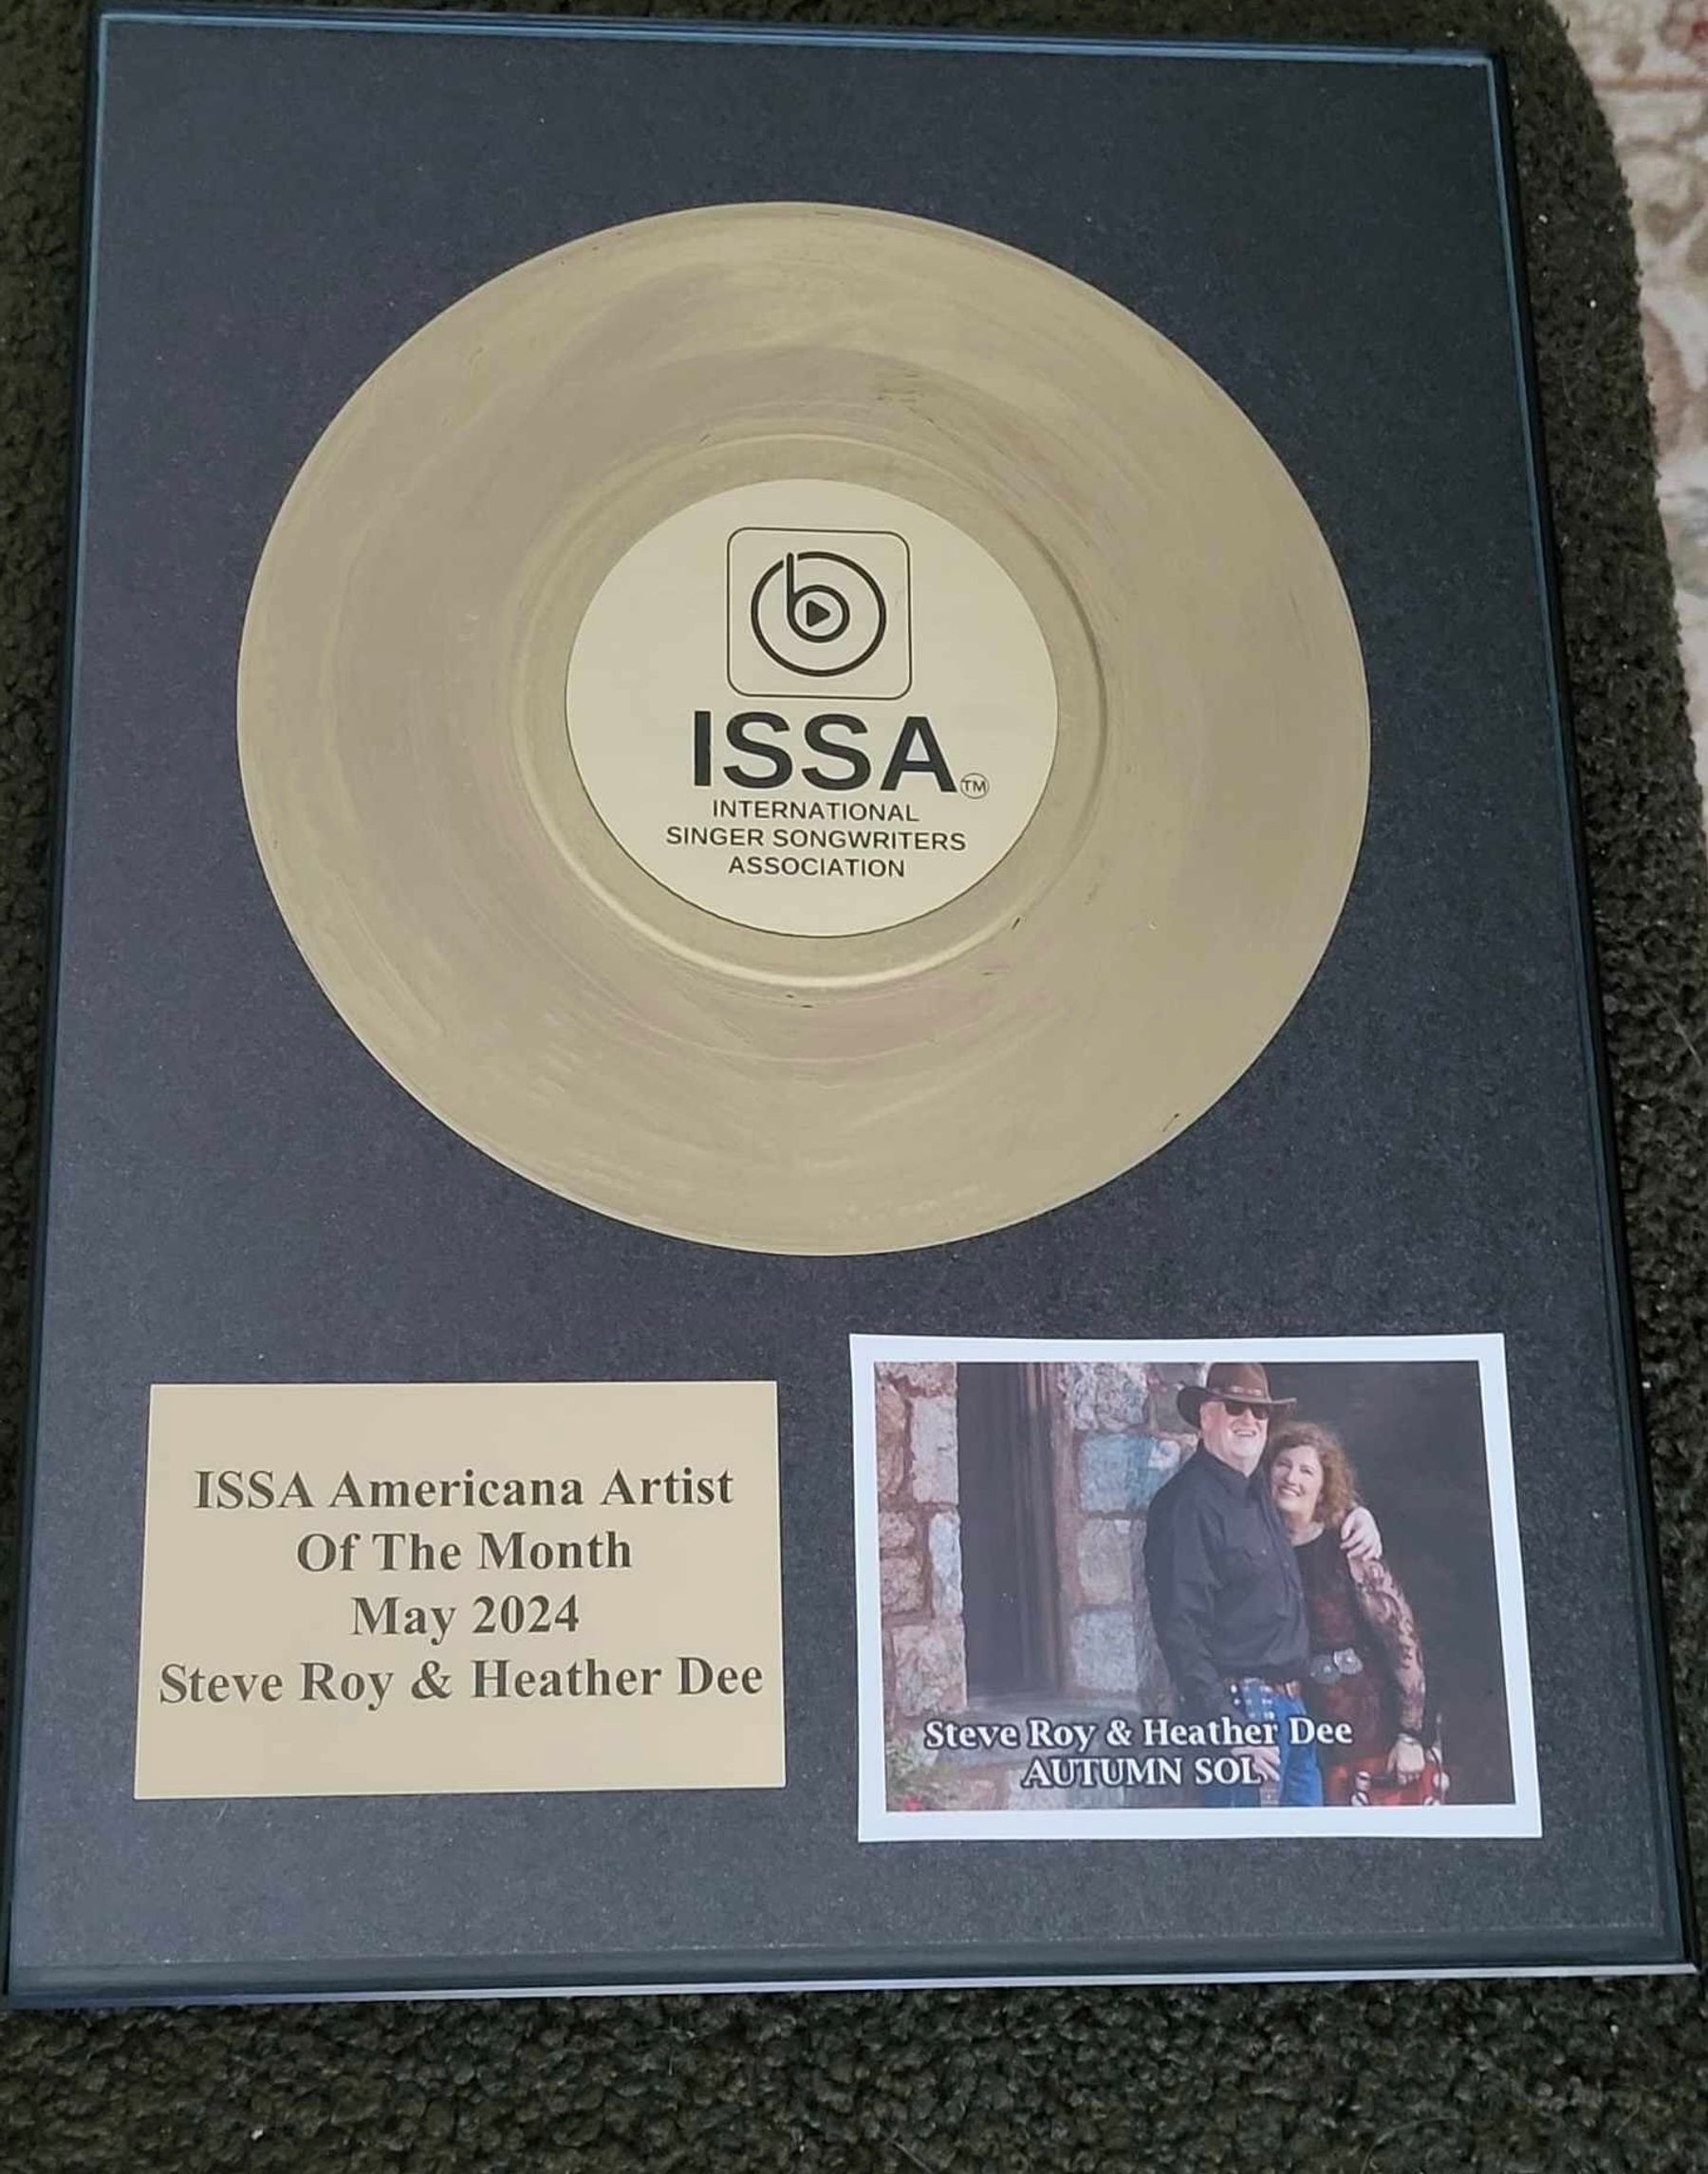 ISSA TM
INTERNATIONAL
SINGER SONGWRITERS
ASSOCIATION
ISSA Americana Artist
Of The Month
May 2024
Steve Roy & Heather Dee
Steve Roy & Heather Dee
AUTUMN SOL